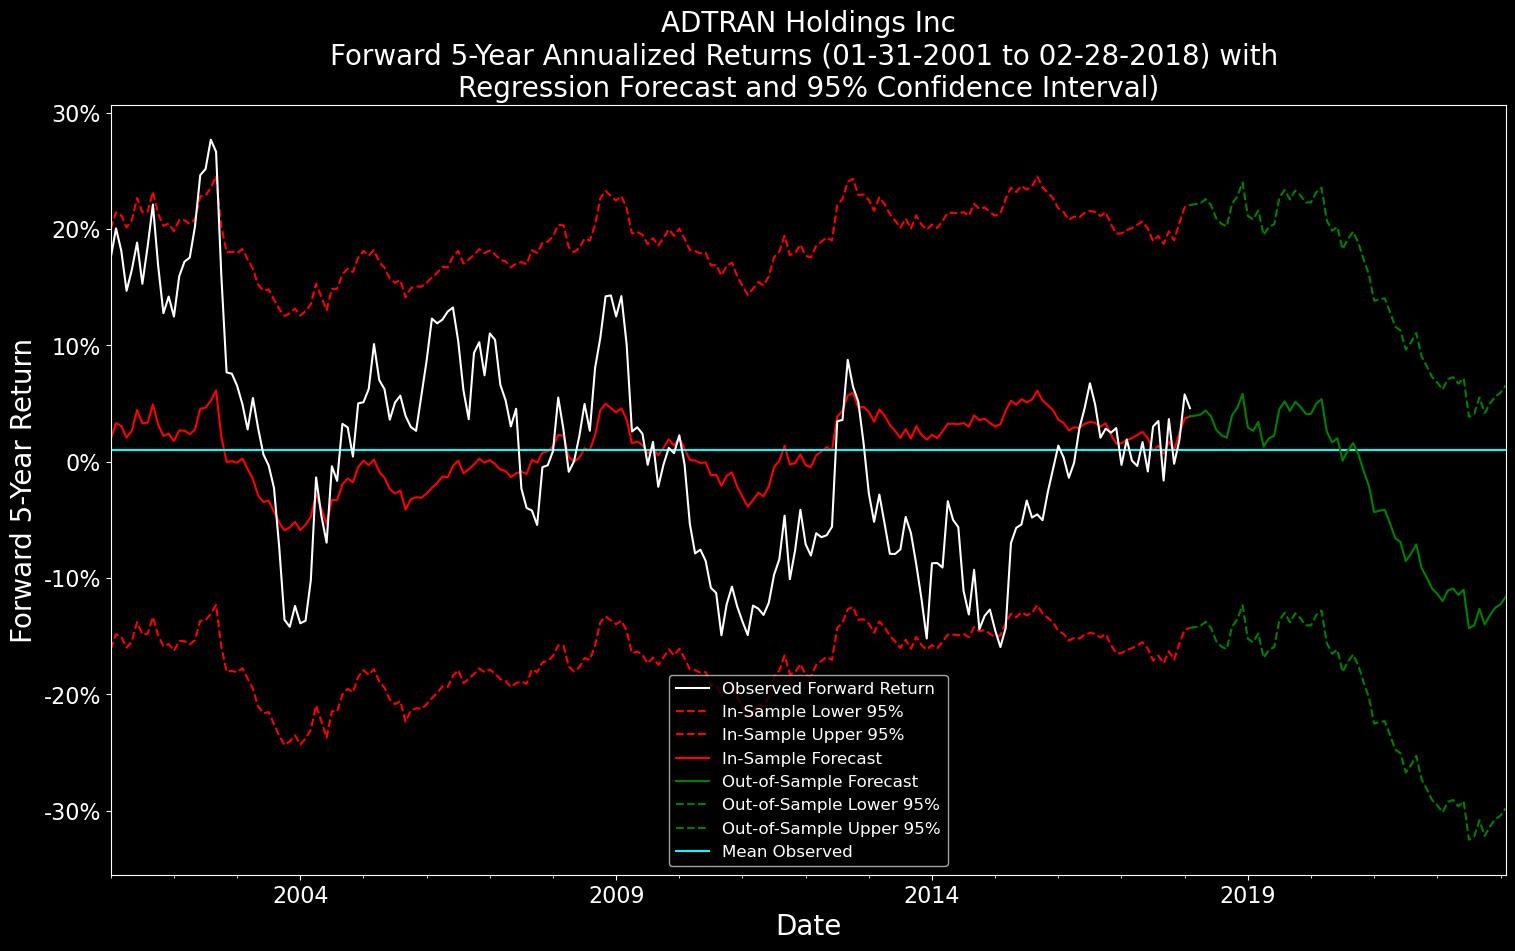 ADTRAN Holdings Inc
Forward 5-Year Annualized Returns (01-31-2001 to 02-28-2018) with
Regression Forecast and 95% Confidence Interval)
30%
20%
10%
0%
-10%
-20%
-30%
Forward 5-Year Return
Observed Forward Return
In-Sample Lower 95%
In-Sample Upper 95%
In-Sample Forecast
Out-of-Sample Forecast
Out-of-Sample Lower 95%
Out-of-Sample Upper 95%
Mean Observed
2004
2009
2014
2019
Date